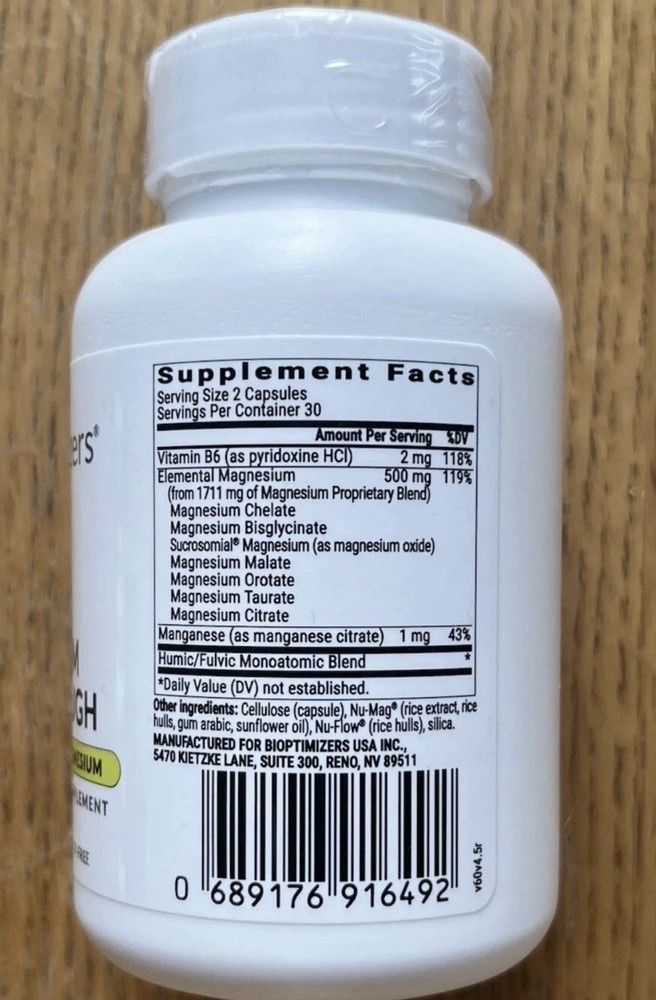 ers®
M
GH
ESIUM
LEMENT
-FREE
Supplement Facts
Serving Size 2 Capsules
Servings Per Container 30
Amount Per Serving %DV
Vitamin B6 (as pyridoxine HCl) 2 mg 118%
Elemental Magnesium 500 mg 119%
(from 1711 mg of Magnesium Proprietary Blend)
Magnesium Chelate
Magnesium Bisglycinate
Sucrosomial® Magnesium (as magnesium oxide)
Magnesium Malate
Magnesium Orotate
Magnesium Taurate
Magnesium Citrate
Manganese (as manganese citrate) 1 mg 43%
Humic/Fulvic Monoatomic Blend *
*Daily Value (DV) not established.
Other ingredients: Cellulose (capsule), Nu-Mag® (rice extract, rice
hulls, gum arabic, sunflower oil), Nu-Flow® (rice hulls), silica.
MANUFACTURED FOR BIOPTIMIZERS USA INC.,
5470 KIETZKE LANE, SUITE 300, RENO, NV 89511
0 689176 916492
v60v4.5r